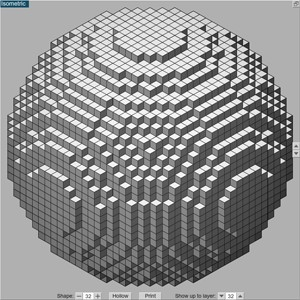 Isometric
Shape: — 32 + Hollow Print Show up to layer: 32